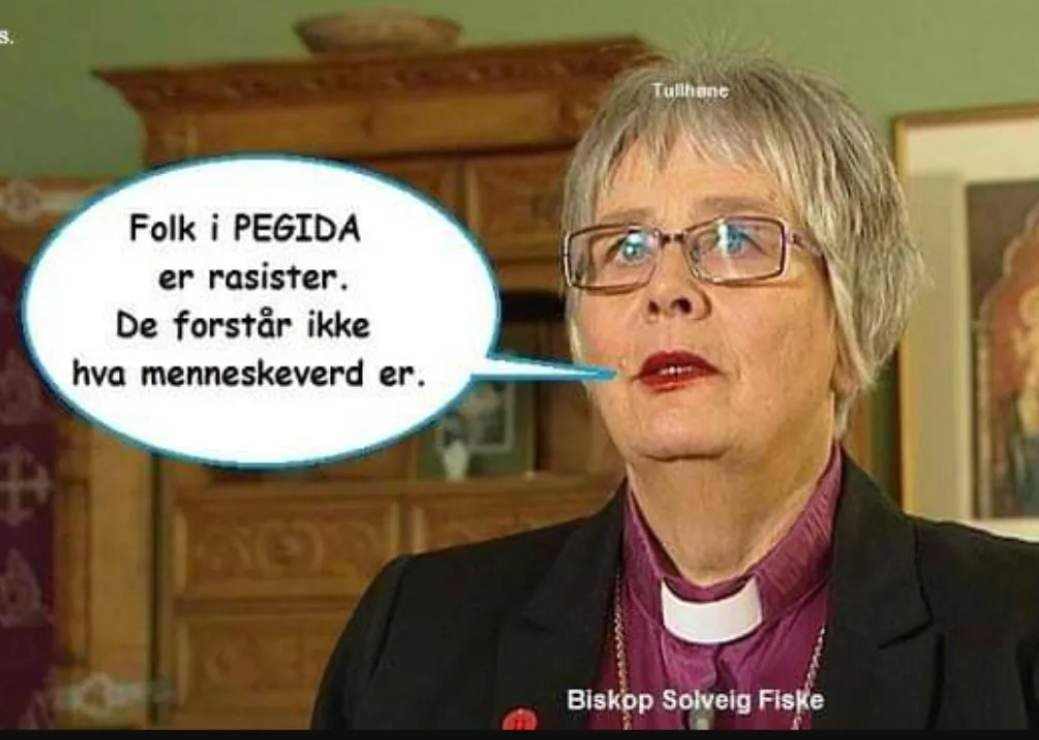 s.
Tullhøne
Folk i PEGIDA
er rasister.
De forstår ikke
hva menneskeverd er.
Biskop Solveig Fiske